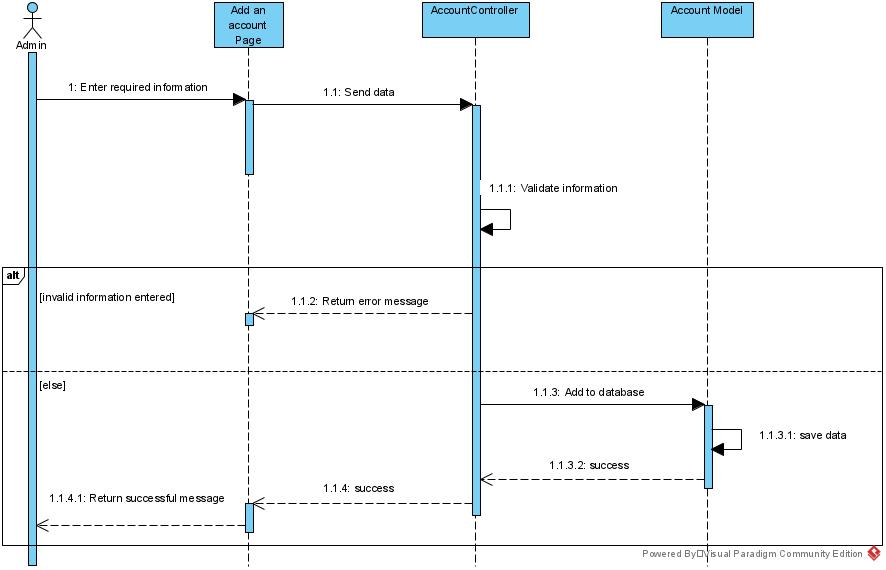 Add an
account
Page
AccountController
Account Model
Admin
1: Enter required information
1.1: Send data
1.1.1: Validate information
alt
[invalid information entered]
1.1.2: Return error message
[else]
1.1.3: Add to database
1.1.3.1: save data
1.1.3.2: success
1.1.4: success
1.1.4.1: Return successful message
Powered By□Visual Paradigm Community Edition